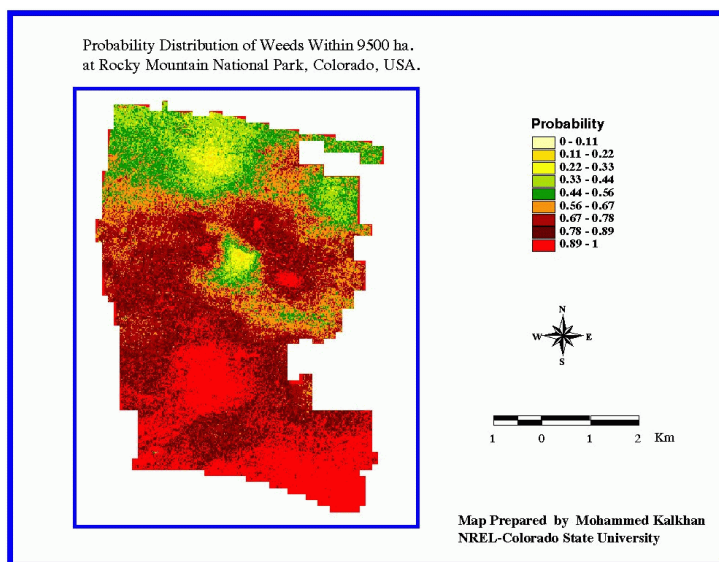 Probability Distribution of Weeds Within 9500 ha.
at Rocky Mountain National Park, Colorado, USA.
Probability
0 - 0.11
0.11 - 0.22
0.22 - 0.33
0.33 - 0.44
0.44 - 0.56
0.56 - 0.67
0.67 - 0.78
0.78 - 0.89
0.89 - 1
N
W E
S
1 0 1 2 Km
Map Prepared by Mohammed Kalkhan
NREL-Colorado State University